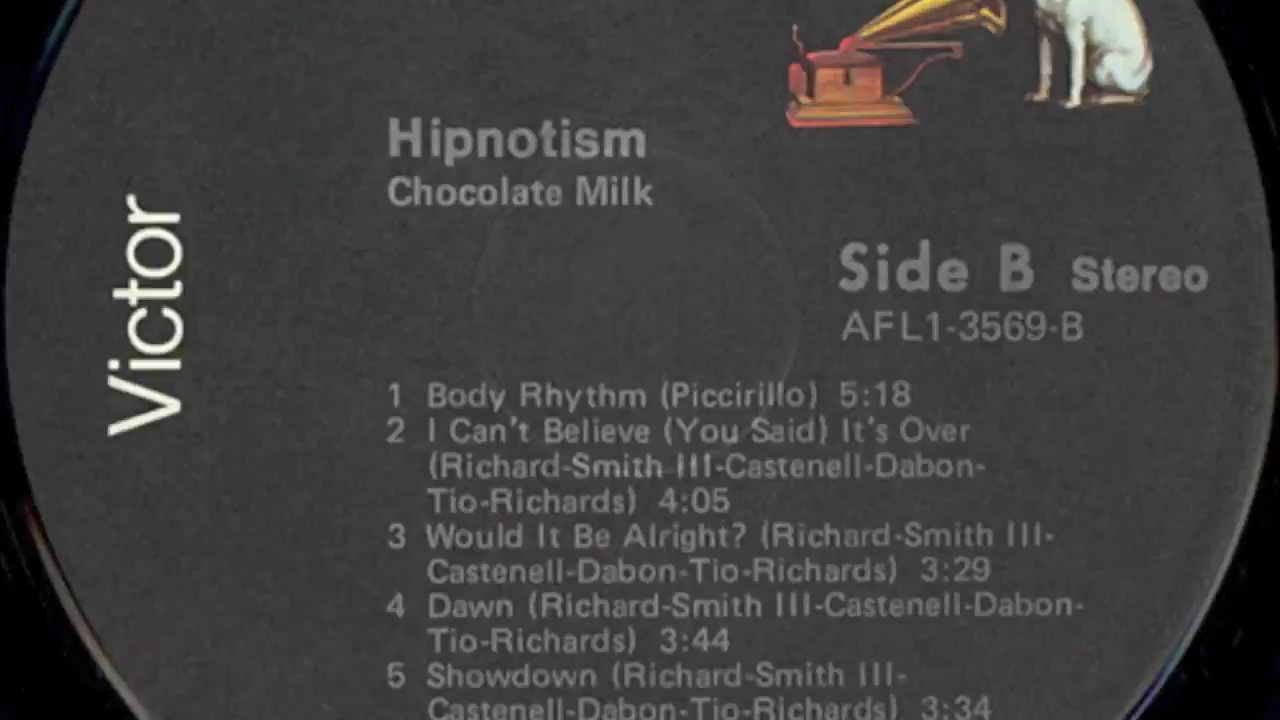 Victor
Hipnotism
Chocolate Milk
Side B Stereo
AFL1-3569-B
1 Body Rhythm (Piccirillo) 5:18
2 I Can't Believe (You Said) It's Over
(Richard-Smith III-Castenell-Dabon-
Tio-Richards) 4:05
3 Would It Be Alright? (Richard-Smith III-
Castenell-Dabon-Tio-Richards) 3:29
4 Dawn (Richard-Smith III-Castenell-Dabon-
Tio-Richards) 3:44
5 Showdown (Richard-Smith III-
Castenell-Dabon-Tio-Richards) 3:34